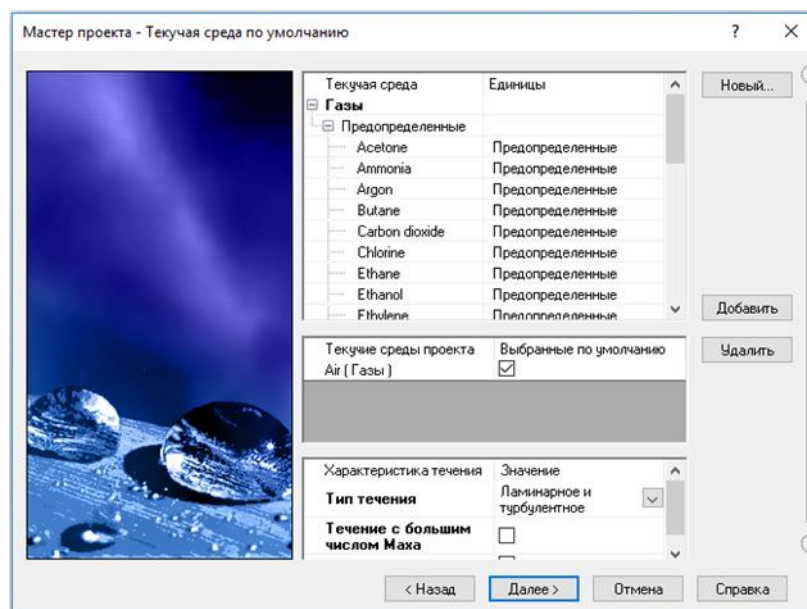 Мастер проекта - Текучая среда по умолчанию
?
Текучая среда Единицы
Новый...
Газы
Предопределенные
Acetone Предопределенные
Ammonia Предопределенные
Argon Предопределенные
Butane Предопределенные
Carbon dioxide Предопределенные
Chlorine Предопределенные
Ethane Предопределенные
Ethanol Предопределенные
Ethylene Предопределенные
Добавить
Текучие среды проекта Выбранные по умолчанию
Удалить
Air ( Газы )
Характеристика течения Значение
Тип течения Ламинарное и
турбулентное
Течение с большим
числом Маха
< Назад Далее > Отмена Справка